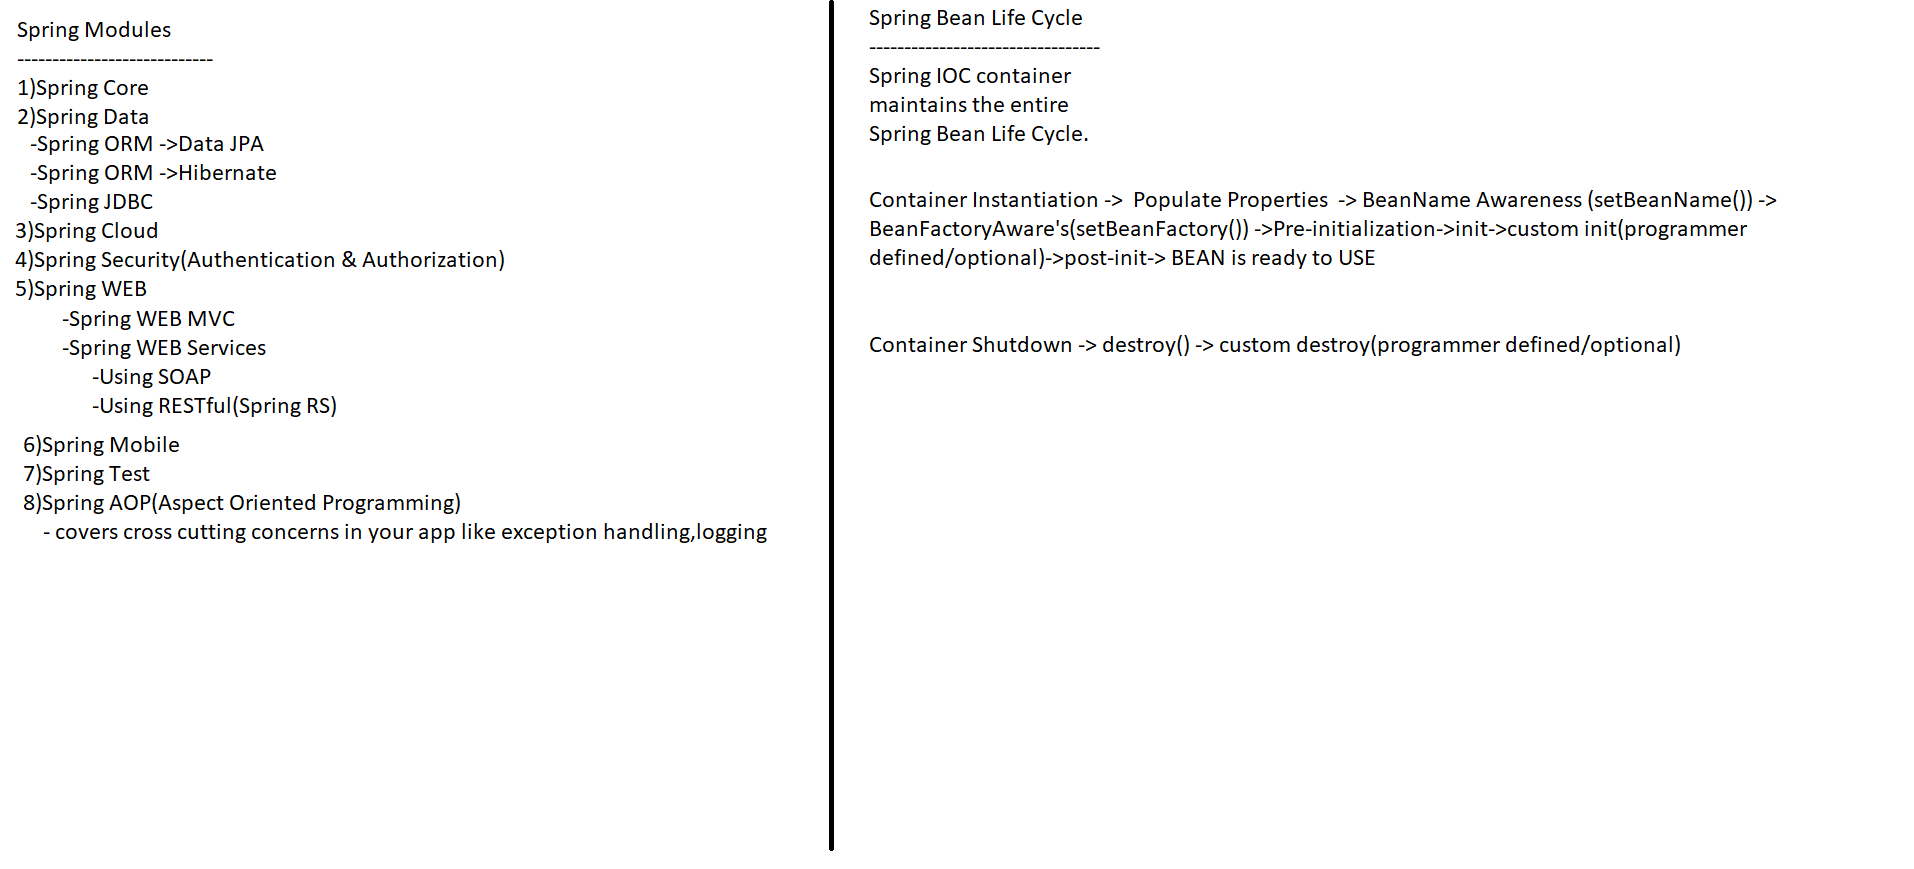 Spring Modules
----------------------------
1)Spring Core
2)Spring Data
-Spring ORM ->Data JPA
-Spring ORM ->Hibernate
-Spring JDBC
3)Spring Cloud
4)Spring Security(Authentication & Authorization)
5)Spring WEB
-Spring WEB MVC
-Spring WEB Services
-Using SOAP
-Using RESTful(Spring RS)
6)Spring Mobile
7)Spring Test
8)Spring AOP(Aspect Oriented Programming)
- covers cross cutting concerns in your app like exception handling,logging
Spring Bean Life Cycle
---------------------------------
Spring IOC container
maintains the entire
Spring Bean Life Cycle.
Container Instantiation ->  Populate Properties  -> BeanName Awareness (setBeanName()) ->
BeanFactoryAware's(setBeanFactory()) ->Pre-initialization->init->custom init(programmer
defined/optional)->post-init-> BEAN is ready to USE
Container Shutdown -> destroy() -> custom destroy(programmer defined/optional)